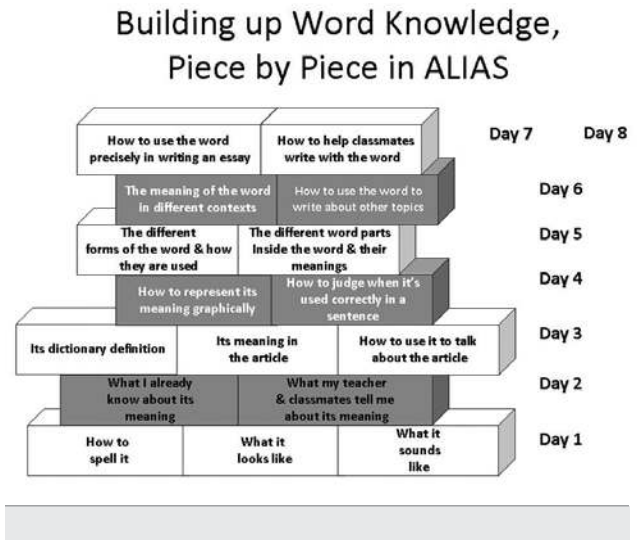 Building up Word Knowledge,
Piece by Piece in ALIAS
How to use the word
precisely in writing an essay
How to help classmates
write with the word
Day 7
Day 8
The meaning of the word
in different contexts
How to use the word to
write about other topics
Day 6
The different
forms of the word & how
they are used
The different word parts
Inside the word & their
meanings
Day 5
How to represent its
meaning graphically
How to judge when it's
used correctly in a
sentence
Day 4
Its dictionary definition
Its meaning in
the article
How to use it to talk
about the article
Day 3
What I already
know about its
meaning
What my teacher
& classmates tell me
about its meaning
Day 2
How to
spell it
What it
looks like
What it
sounds
like
Day 1